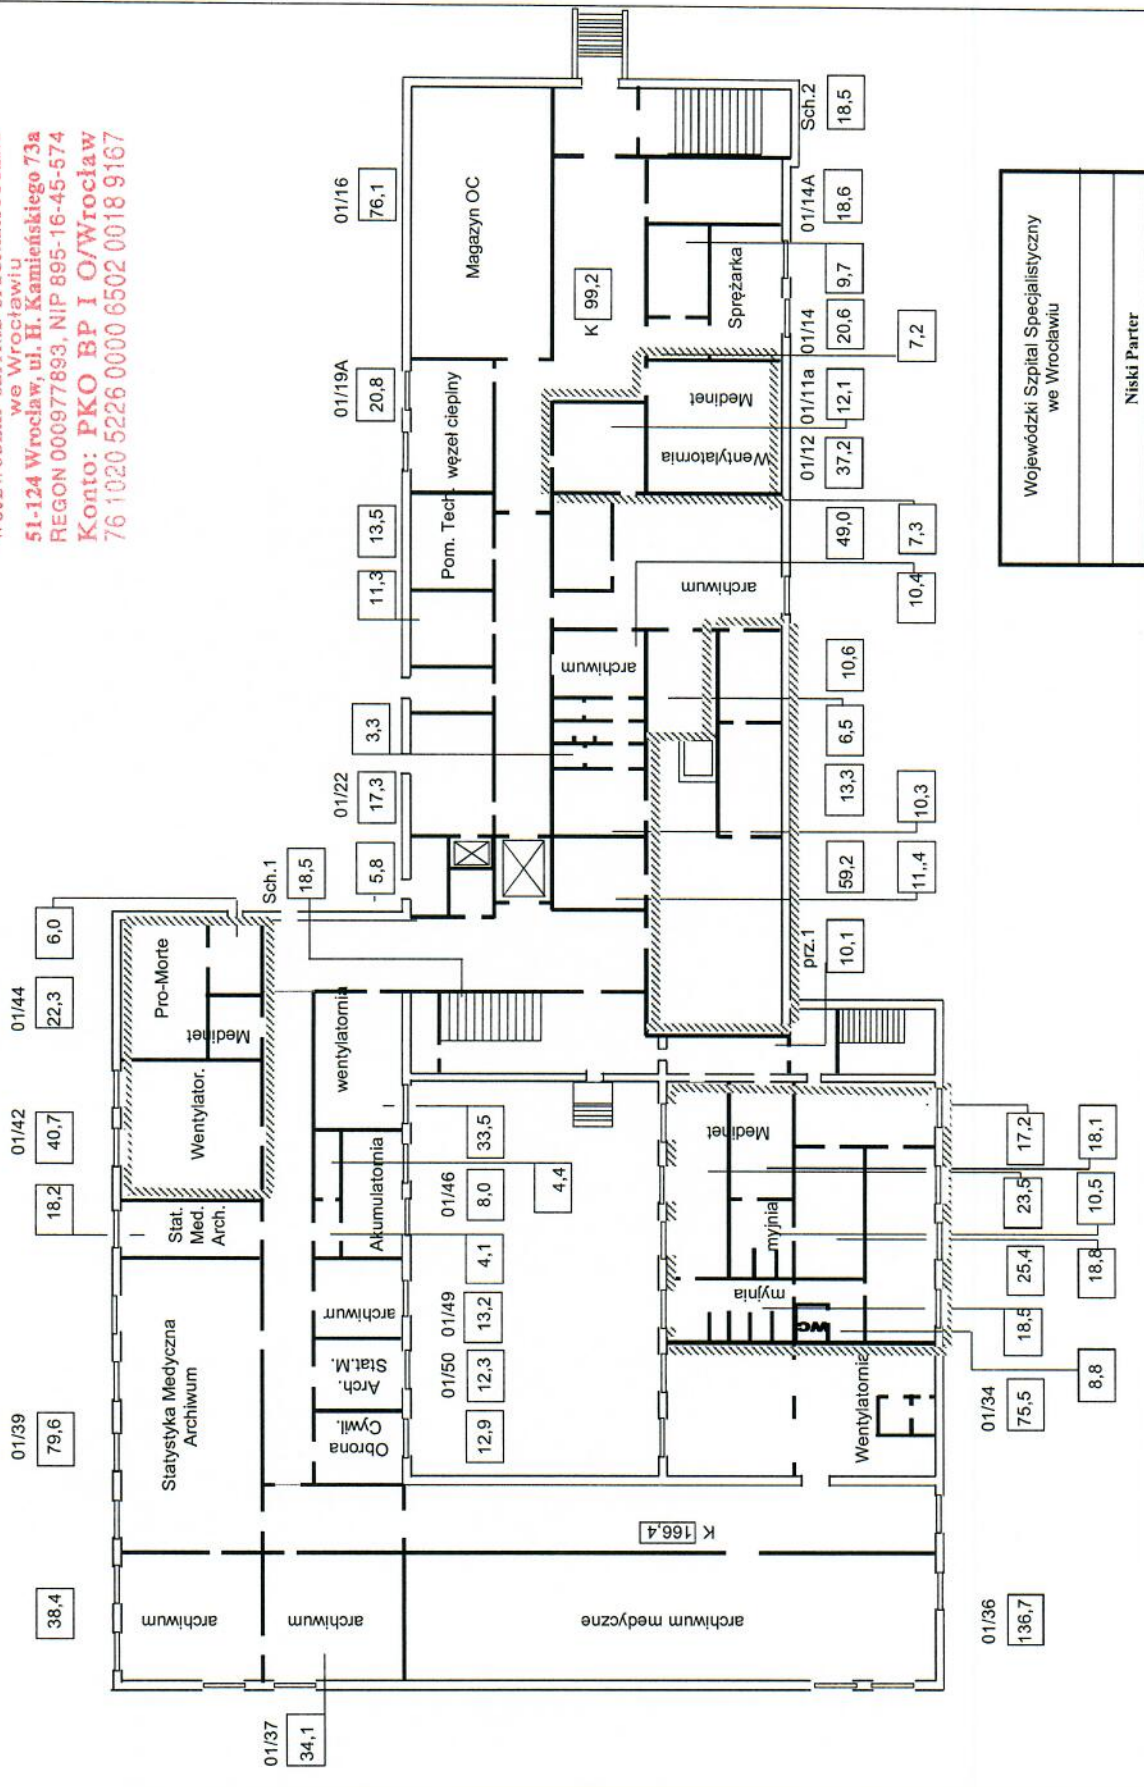 we Wrocławiu
51-124 Wrocław, ul. H. Kamieńskiego 73a
REGON 000977893, NIP 895-16-45-574
Konto: PKO BP I O/Wrocław
76 1020 5226 0000 6502 0018 9167
01/39
79,6
38,4
18,2
01/42
40,7
01/44
22,3
6,0
Statystyka Medyczna
Archiwum
Stat.
Med.
Arch.
Wentylator.
Pro-Morte
Medinet
archiwum
archiwum
01/37
34,1
Obrona
Cywil.
Arch.
Stat.M.
archiwum
Akumulatornia
wentylatornia
Sch.1
18,5
01/50
12,9
12,3
01/49
13,2
4,1
01/46
8,0
33,5
4,4
5,8
01/22
17,3
3,3
11,3
13,5
01/19A
20,8
01/16
76,1
Pom. Tech.
węzeł cieplny
Magazyn OC
K 99,2
archiwum
archiwum
Wentylatornia
Medinet
Sprężarka
Sch.2
18,5
01/14A
18,6
9,7
01/14
20,6
7,2
01/11a
12,1
01/12
37,2
7,3
49,0
10,4
10,6
6,5
13,3
10,3
59,2
11,,4
prz.1
10,1
K 166,4
archiwum medyczne
Medinet
myjnia
myjnia
WC
Wentylatornia
17,2
18,1
23,5
10,5
25,4
18,8
18,5
8,8
01/34
75,5
01/36
136,7
Wojewódzki Szpital Specjalistyczny
we Wrocławiu
Niski Parter